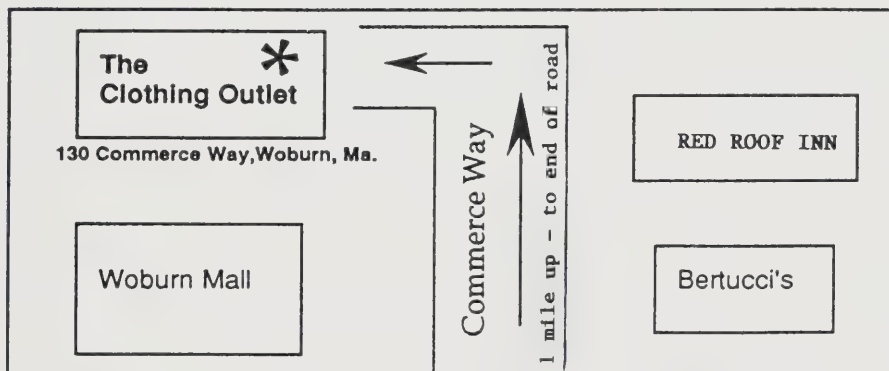 The *
Clothing Outlet
130 Commerce Way,Woburn, Ma.
Woburn Mall
Commerce Way
1 mile up - to end of road
RED ROOF INN
Bertucci's